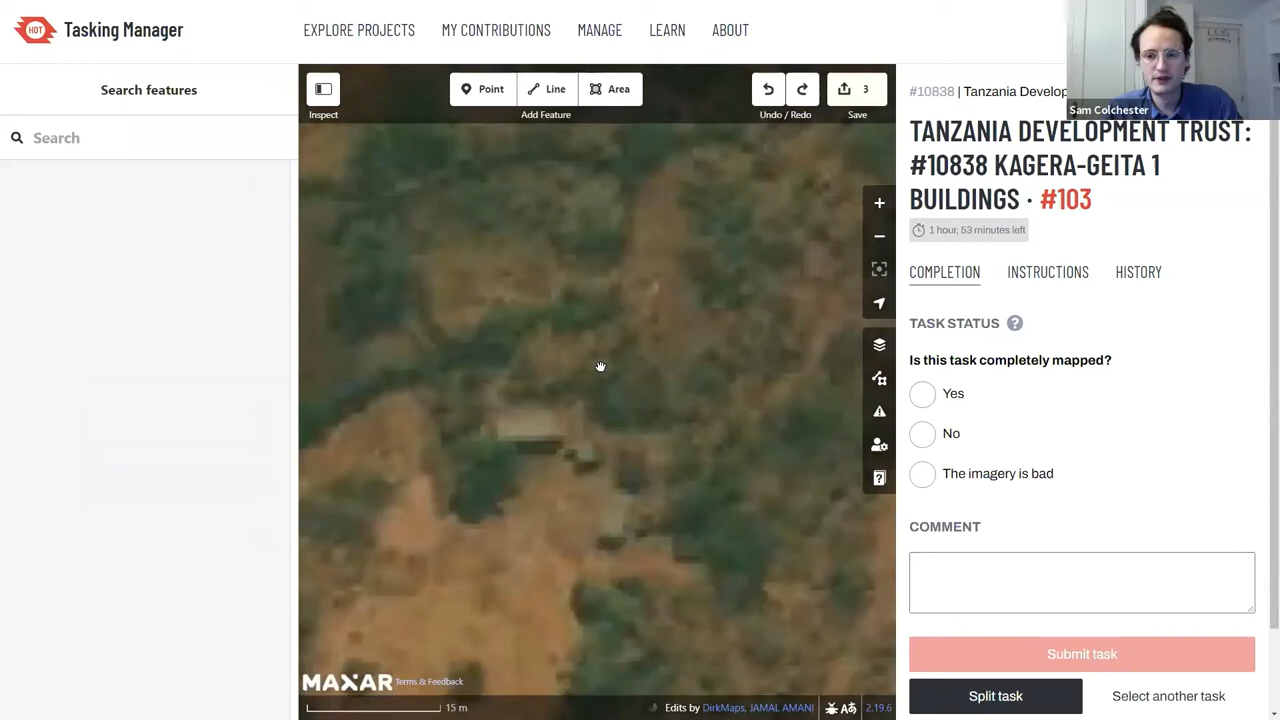 HOT
Tasking Manager
EXPLORE PROJECTS
MY CONTRIBUTIONS
MANAGE
LEARN
ABOUT
Search features
Search
Inspect
Point
Line
Area
Add Feature
Undo / Redo
3
Save
Sam Colchester
#10838 | Tanzania Develop
TANZANIA DEVELOPMENT TRUST:
#10838 KAGERA-GEITA 1
BUILDINGS · #103
1 hour, 53 minutes left
COMPLETION
INSTRUCTIONS
HISTORY
TASK STATUS ?
Is this task completely mapped?
Yes
No
The imagery is bad
COMMENT
Submit task
Split task
Select another task
MAXAR Terms & Feedback
15 m
Edits by DirkMaps, JAMAL AMANI
2.19.6